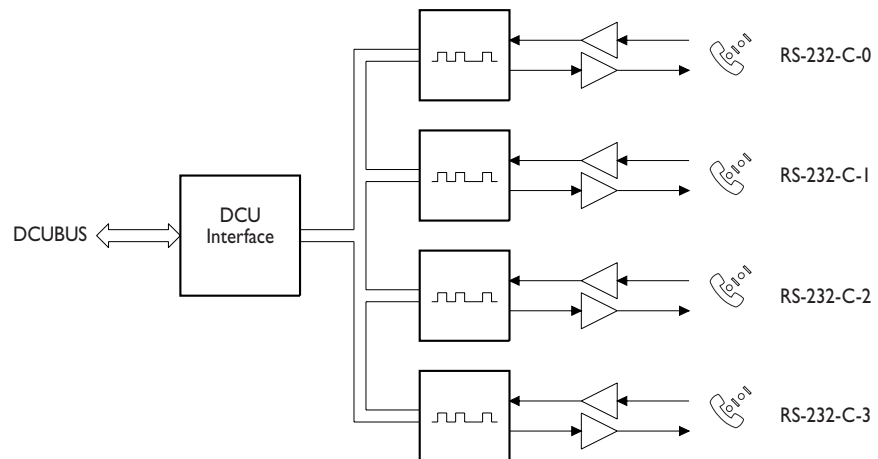 RS-232-C-0
RS-232-C-1
DCU
Interface
DCUBUS
RS-232-C-2
RS-232-C-3